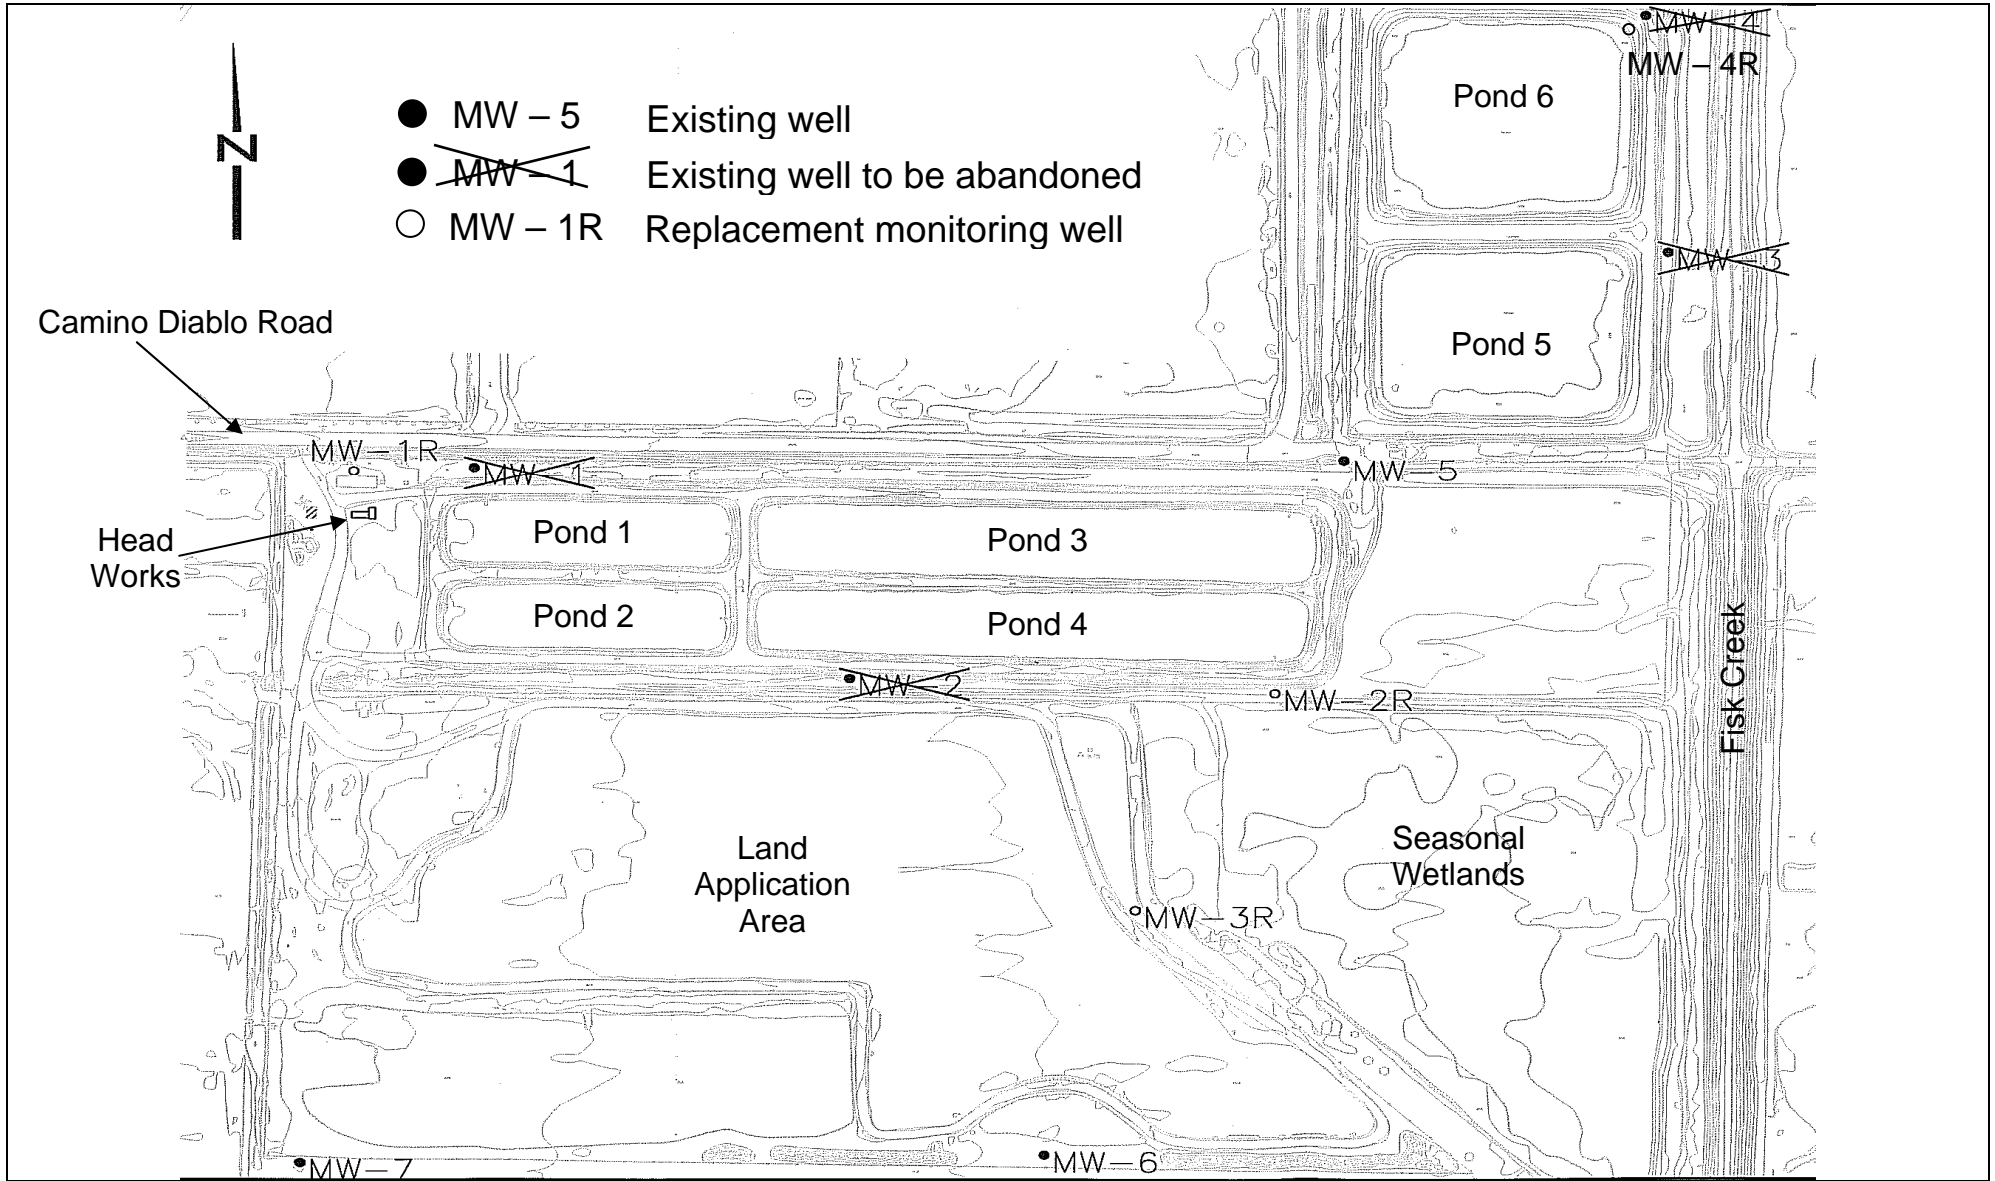 MW – 4
MW – 4R
Pond 6
N
MW – 5 Existing well
MW – 1 Existing well to be abandoned
MW – 1R Replacement monitoring well
MW–3
Camino Diablo Road
Pond 5
MW–1R
MW–1
MW–5
Head
Works
Pond 1
Pond 3
Pond 2
Pond 4
MW–2
MW–2R
Fisk Creek
Land
Application
Area
Seasonal
Wetlands
MW–3R
MW–7
MW–6